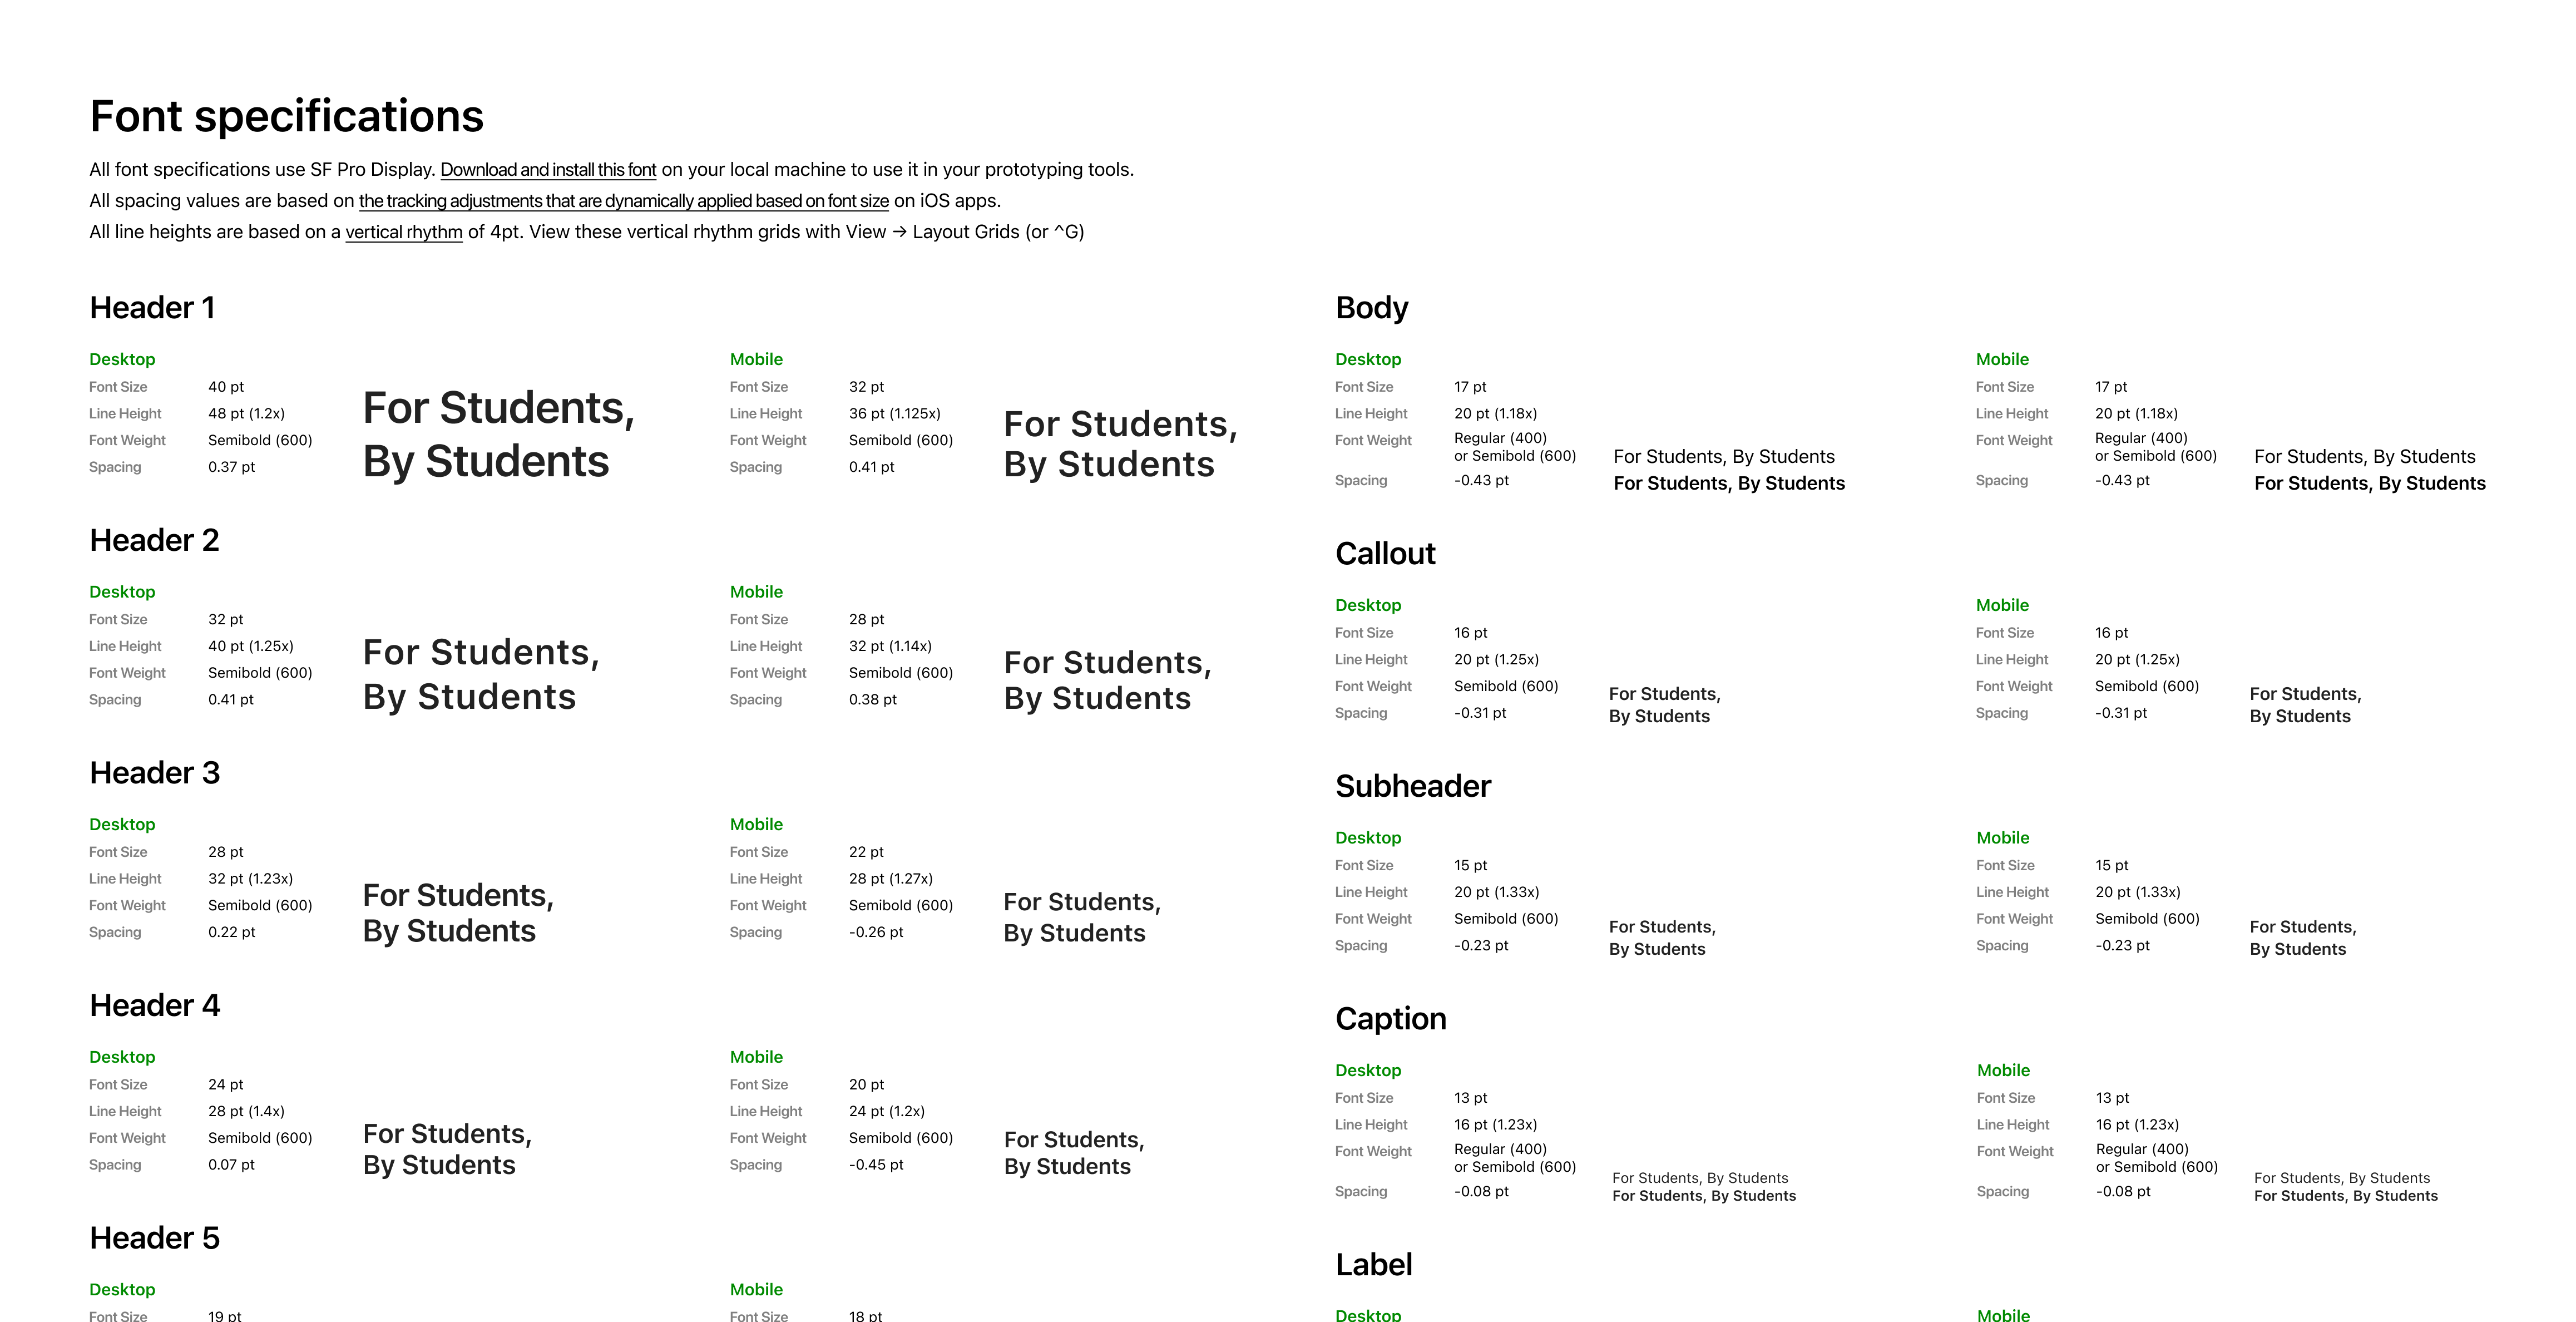 Font specifications
All font specifications use SF Pro Display. Download and install this font on your local machine to use it in your prototyping tools.
All spacing values are based on the tracking adjustments that are dynamically applied based on font size on iOS apps.
All line heights are based on a vertical rhythm of 4pt. View these vertical rhythm grids with View → Layout Grids (or ^G)
Header 1
Desktop
Font Size 40 pt
Line Height 48 pt (1.2x)
Font Weight Semibold (600)
Spacing 0.37 pt
For Students,
By Students
Mobile
Font Size 32 pt
Line Height 36 pt (1.125x)
Font Weight Semibold (600)
Spacing 0.41 pt
For Students,
By Students
Header 2
Desktop
Font Size 32 pt
Line Height 40 pt (1.25x)
Font Weight Semibold (600)
Spacing 0.41 pt
For Students,
By Students
Mobile
Font Size 28 pt
Line Height 32 pt (1.14x)
Font Weight Semibold (600)
Spacing 0.38 pt
For Students,
By Students
Header 3
Desktop
Font Size 28 pt
Line Height 32 pt (1.23x)
Font Weight Semibold (600)
Spacing 0.22 pt
For Students,
By Students
Mobile
Font Size 22 pt
Line Height 28 pt (1.27x)
Font Weight Semibold (600)
Spacing -0.26 pt
For Students,
By Students
Header 4
Desktop
Font Size 24 pt
Line Height 28 pt (1.4x)
Font Weight Semibold (600)
Spacing 0.07 pt
For Students,
By Students
Mobile
Font Size 20 pt
Line Height 24 pt (1.2x)
Font Weight Semibold (600)
Spacing -0.45 pt
For Students,
By Students
Header 5
Desktop
Font Size 19 pt
Mobile
Font Size 18 pt
Body
Desktop
Font Size 17 pt
Line Height 20 pt (1.18x)
Font Weight Regular (400)
or Semibold (600)
Spacing -0.43 pt
For Students, By Students
For Students, By Students
Mobile
Font Size 17 pt
Line Height 20 pt (1.18x)
Font Weight Regular (400)
or Semibold (600)
Spacing -0.43 pt
For Students, By Students
For Students, By Students
Callout
Desktop
Font Size 16 pt
Line Height 20 pt (1.25x)
Font Weight Semibold (600)
Spacing -0.31 pt
For Students,
By Students
Mobile
Font Size 16 pt
Line Height 20 pt (1.25x)
Font Weight Semibold (600)
Spacing -0.31 pt
For Students,
By Students
Subheader
Desktop
Font Size 15 pt
Line Height 20 pt (1.33x)
Font Weight Semibold (600)
Spacing -0.23 pt
For Students,
By Students
Mobile
Font Size 15 pt
Line Height 20 pt (1.33x)
Font Weight Semibold (600)
Spacing -0.23 pt
For Students,
By Students
Caption
Desktop
Font Size 13 pt
Line Height 16 pt (1.23x)
Font Weight Regular (400)
or Semibold (600)
Spacing -0.08 pt
For Students, By Students
For Students, By Students
Mobile
Font Size 13 pt
Line Height 16 pt (1.23x)
Font Weight Regular (400)
or Semibold (600)
Spacing -0.08 pt
For Students, By Students
For Students, By Students
Label
Desktop
Mobile